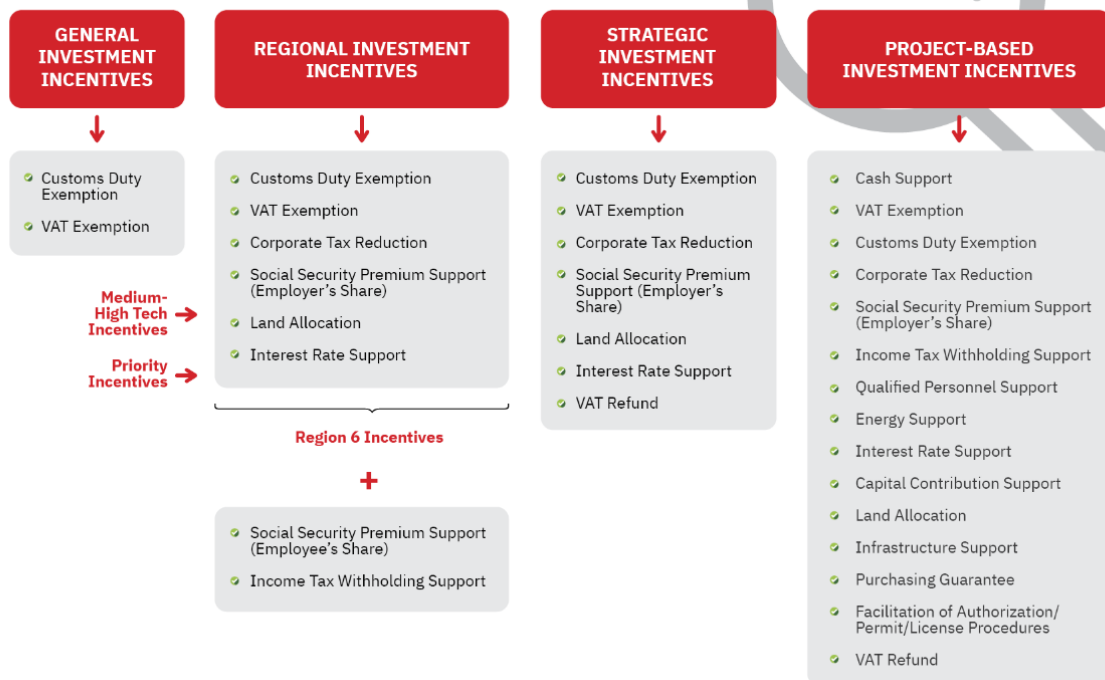 GENERAL
INVESTMENT
INCENTIVES
Customs Duty
Exemption
VAT Exemption
REGIONAL INVESTMENT
INCENTIVES
Customs Duty Exemption
VAT Exemption
Corporate Tax Reduction
Social Security Premium Support
(Employer's Share)
Land Allocation
Interest Rate Support
Medium-
High Tech
Incentives
Priority
Incentives
Region 6 Incentives
+
Social Security Premium Support
(Employee's Share)
Income Tax Withholding Support
STRATEGIC
INVESTMENT
INCENTIVES
Customs Duty Exemption
VAT Exemption
Corporate Tax Reduction
Social Security Premium
Support (Employer's
Share)
Land Allocation
Interest Rate Support
VAT Refund
PROJECT-BASED
INVESTMENT INCENTIVES
Cash Support
VAT Exemption
Customs Duty Exemption
Corporate Tax Reduction
Social Security Premium Support
(Employer's Share)
Income Tax Withholding Support
Qualified Personnel Support
Energy Support
Interest Rate Support
Capital Contribution Support
Land Allocation
Infrastructure Support
Purchasing Guarantee
Facilitation of Authorization/
Permit/License Procedures
VAT Refund